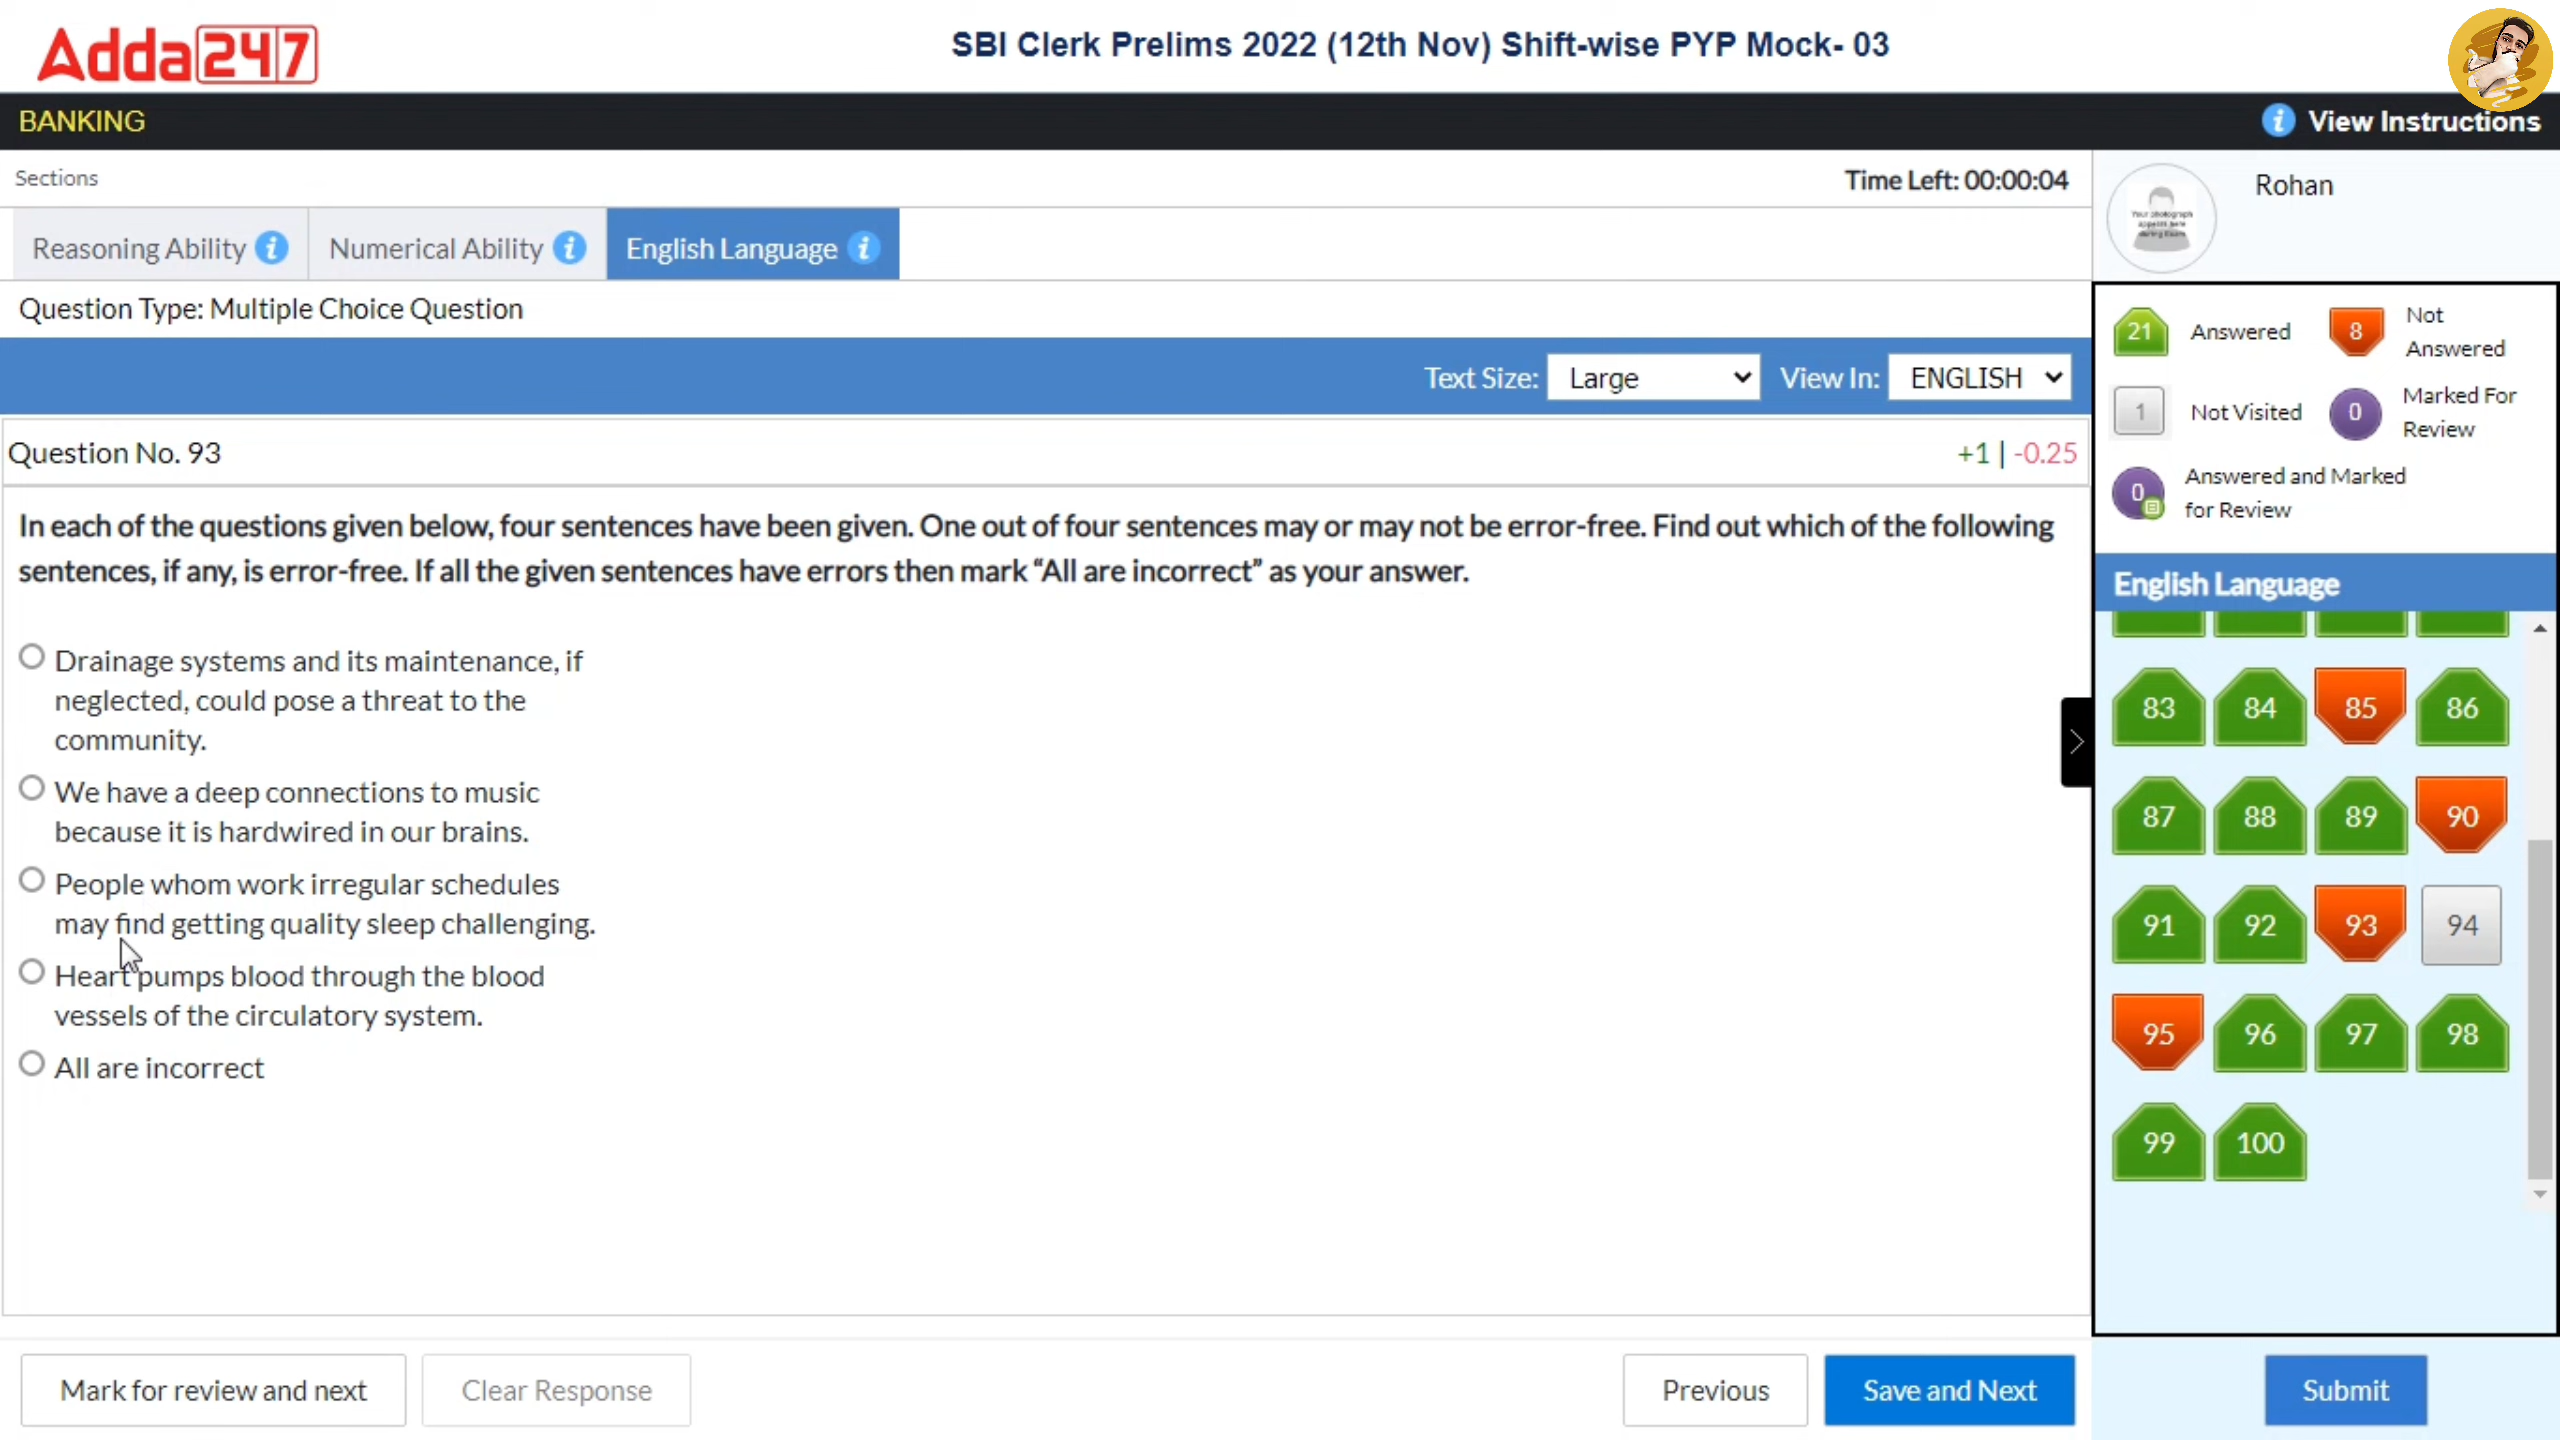 Adda247
SBI Clerk Prelims 2022 (12th Nov) Shift-wise PYP Mock- 03
BANKING
View Instructions
Sections
Time Left: 00:00:04
Rohan
Reasoning Ability
Numerical Ability
English Language
Question Type: Multiple Choice Question
Text Size: Large
View In: ENGLISH
21 Answered
8 Not Answered
1 Not Visited
0 Marked For Review
0 Answered and Marked for Review
Question No. 93
+1 | -0.25
In each of the questions given below, four sentences have been given. One out of four sentences may or may not be error-free. Find out which of the following
sentences, if any, is error-free. If all the given sentences have errors then mark “All are incorrect” as your answer.
Drainage systems and its maintenance, if
neglected, could pose a threat to the
community.
We have a deep connections to music
because it is hardwired in our brains.
People whom work irregular schedules
may find getting quality sleep challenging.
Heart pumps blood through the blood
vessels of the circulatory system.
All are incorrect
English Language
83 84 85 86
87 88 89 90
91 92 93 94
95 96 97 98
99 100
Mark for review and next
Clear Response
Previous
Save and Next
Submit